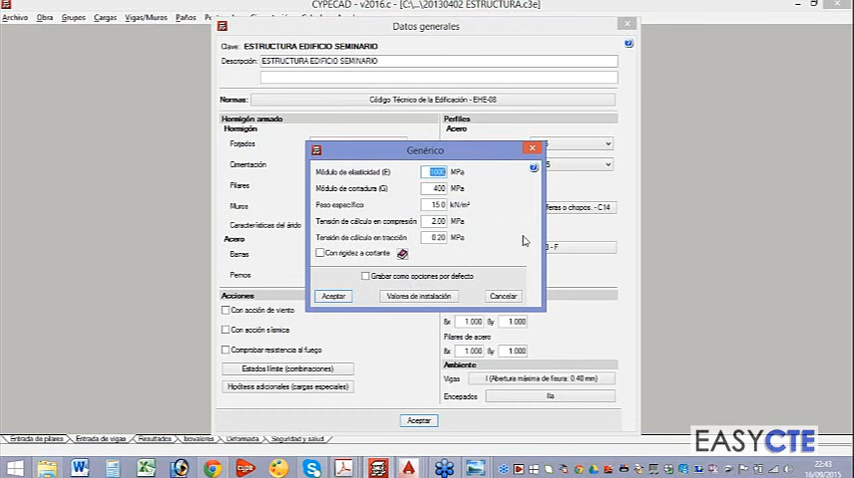 CYPECAD - v2016.c - [C:\...\20130402 ESTRUCTURA.c3e]
Archivo Obra Grupos Cargas Vigas/Muros Paños
Datos generales
Clave: ESTRUCTURA EDIFICIO SEMINARIO
Descripción: ESTRUCTURA EDIFICIO SEMINARIO
Normas: Código Técnico de la Edificación - EHE-08
Hormigón armado Perfiles
Hormigón Acero
Forjados
Cimentación
Pilares
Muros
Características del árido
Acero
Barras
Pernos
Genérico
Módulo de elasticidad (E) 1000 MPa
Módulo de cortadura (G) 400 MPa
Peso específico 15.0 kN/m³
Tensión de cálculo en compresión 2.00 MPa
Tensión de cálculo en tracción 0.20 MPa
Con rigidez a cortante
Grabar como opciones por defecto
Aceptar Valores de instalación Cancelar
o chopos. - C14
- F
Acciones
Con acción de viento
Con acción sísmica
Comprobar resistencia al fuego
Estados límite (combinaciones)
Hipótesis adicionales (cargas especiales)
ßx 1.000 ßy 1.000
Pilares de acero
ßx 1.000 ßy 1.000
Ambiente
Vigas I (Abertura máxima de fisura: 0.40 mm)
Encepados IIa
Aceptar
Entrada de pilares Entrada de vigas Resultados Isovalores Deformada Seguridad y salud
EASYCTE
22:43
16/09/2015